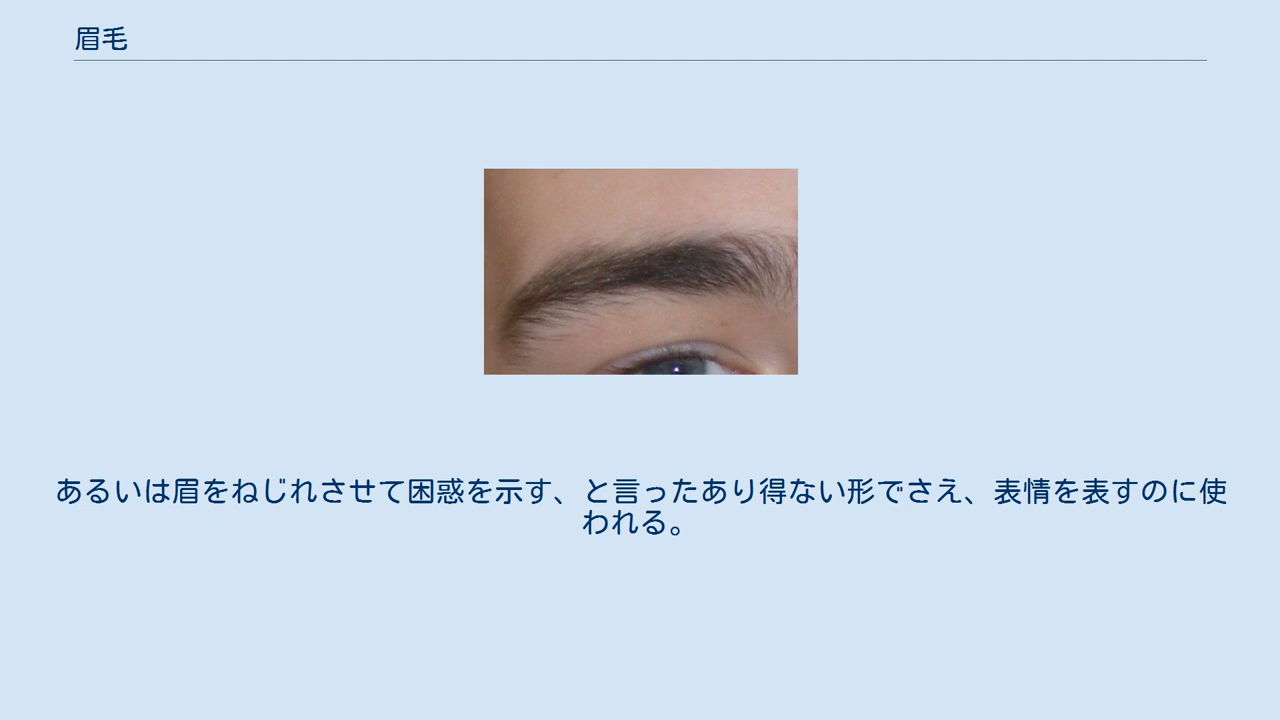 眉毛
あるいは眉をねじれさせて困惑を示す、と言ったあり得ない形でさえ、表情を表すのに使
われる。